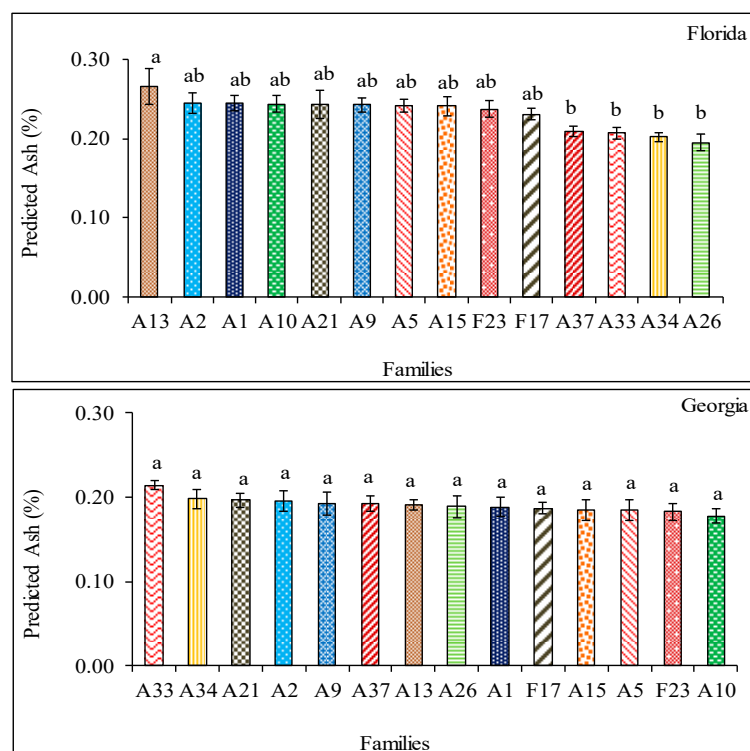 Florida
Predicted Ash (%)
0.30
0.20
0.10
0.00
a ab ab ab ab ab ab ab ab ab b b b b
A13 A2 A1 A10 A21 A9 A5 A15 F23 F17 A37 A33 A34 A26
Families
Georgia
Predicted Ash (%)
0.30
0.20
0.10
0.00
a a a a a a a a a a a a a a
A33 A34 A21 A2 A9 A37 A13 A26 A1 F17 A15 A5 F23 A10
Families